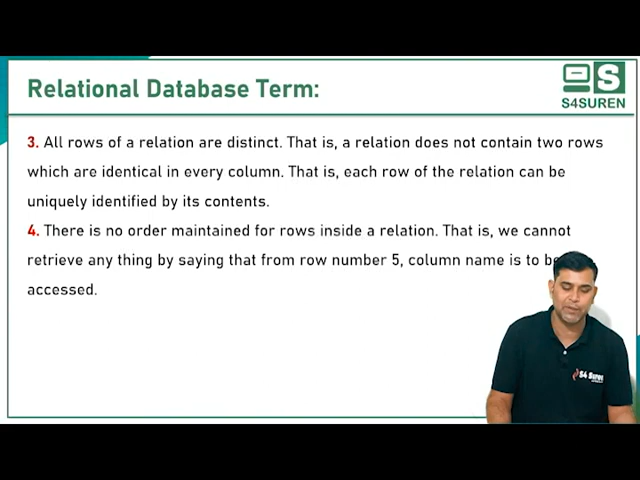 Relational Database Term:
S
S4SUREN
3. All rows of a relation are distinct. That is, a relation does not contain two rows
which are identical in every column. That is, each row of the relation can be
uniquely identified by its contents.
4. There is no order maintained for rows inside a relation. That is, we cannot
retrieve any thing by saying that from row number 5, column name is to be
accessed.
S4 Suren